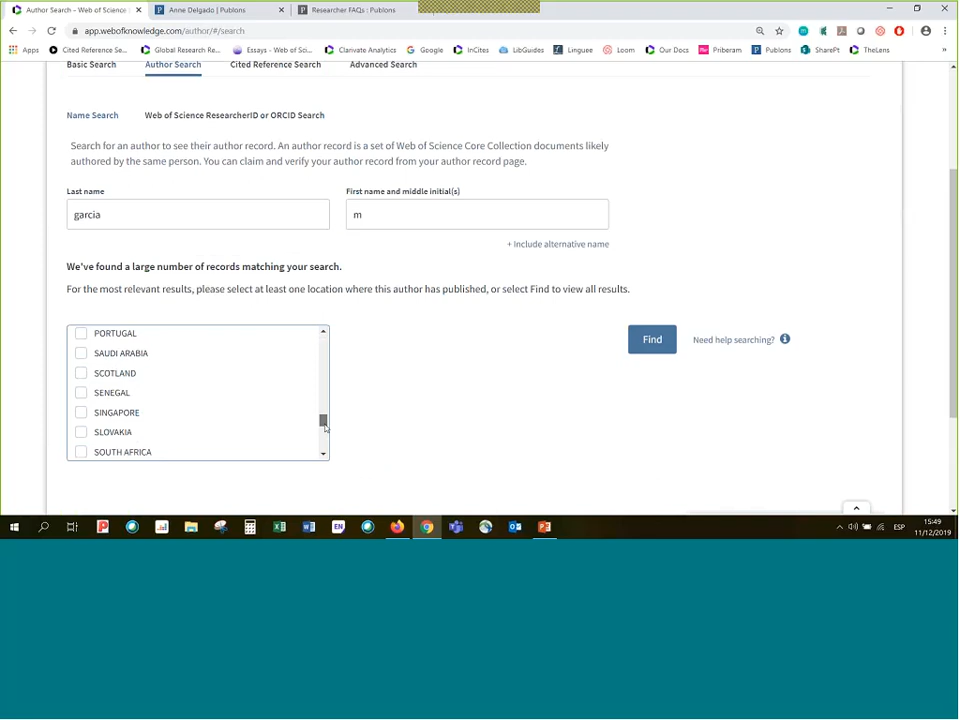 Author Search - Web of Science
Anne Delgado | Publons
Researcher FAQs : Publons
app.webofknowledge.com/author/#/search
Apps
Cited Reference Se...
Global Research Re...
Essays - Web of Sci...
Clarivate Analytics
Google
InCites
LibGuides
Linguee
Loom
Our Docs
Priberam
Publons
SharePt
TheLens
Basic Search
Author Search
Cited Reference Search
Advanced Search
Name Search
Web of Science ResearcherID or ORCID Search
Search for an author to see their author record. An author record is a set of Web of Science Core Collection documents likely
authored by the same person. You can claim and verify your author record from your author record page.
Last name
First name and middle initial(s)
garcia
m
+ Include alternative name
We've found a large number of records matching your search.
For the most relevant results, please select at least one location where this author has published, or select Find to view all results.
PORTUGAL
SAUDI ARABIA
SCOTLAND
SENEGAL
SINGAPORE
SLOVAKIA
SOUTH AFRICA
Find
Need help searching?
EN
ESP
15:49
11/12/2019